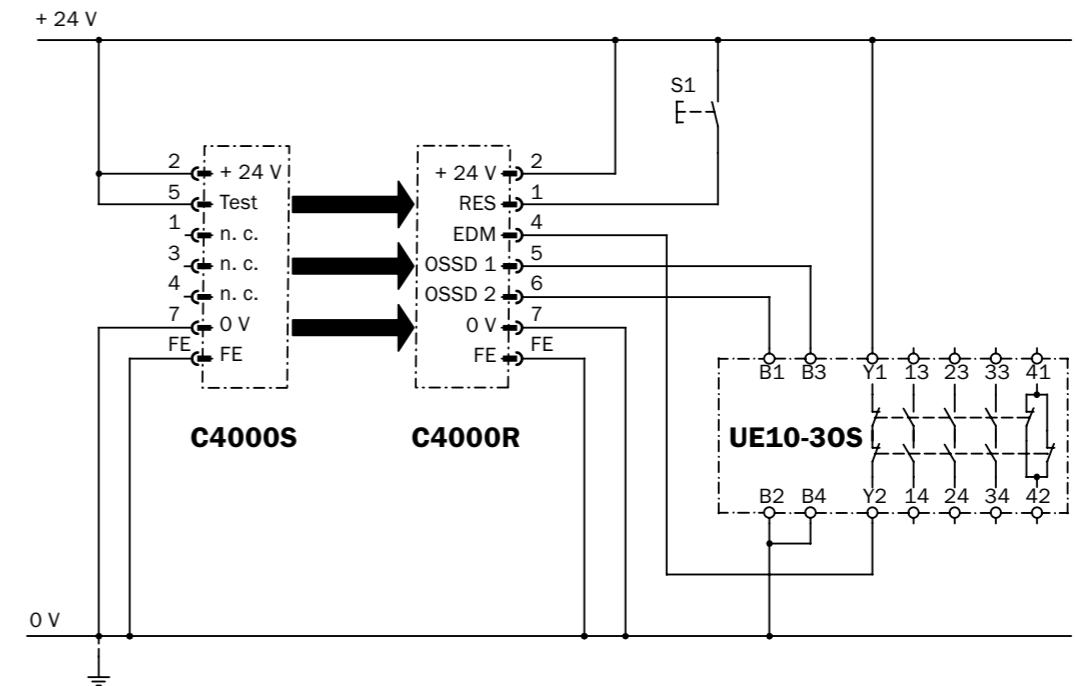 + 24 V
S1
2 + 24 V
5 Test
1 n. c.
3 n. c.
4 n. c.
7 0 V
FE FE
C4000S
+ 24 V 2
RES 1
EDM 4
OSSD 1 5
OSSD 2 6
0 V 7
FE FE
C4000R
B1 B3 Y1 13 23 33 41
UE10-3OS
B2 B4 Y2 14 24 34 42
0 V